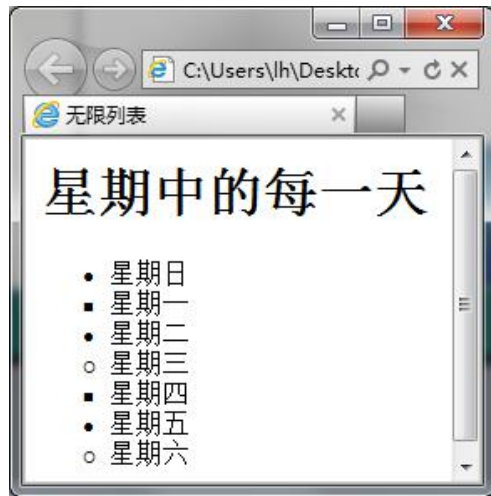 C:\Users\lh\Deskt
无限列表
星期中的每一天
• 星期日
▪ 星期一
• 星期二
○ 星期三
▪ 星期四
• 星期五
○ 星期六